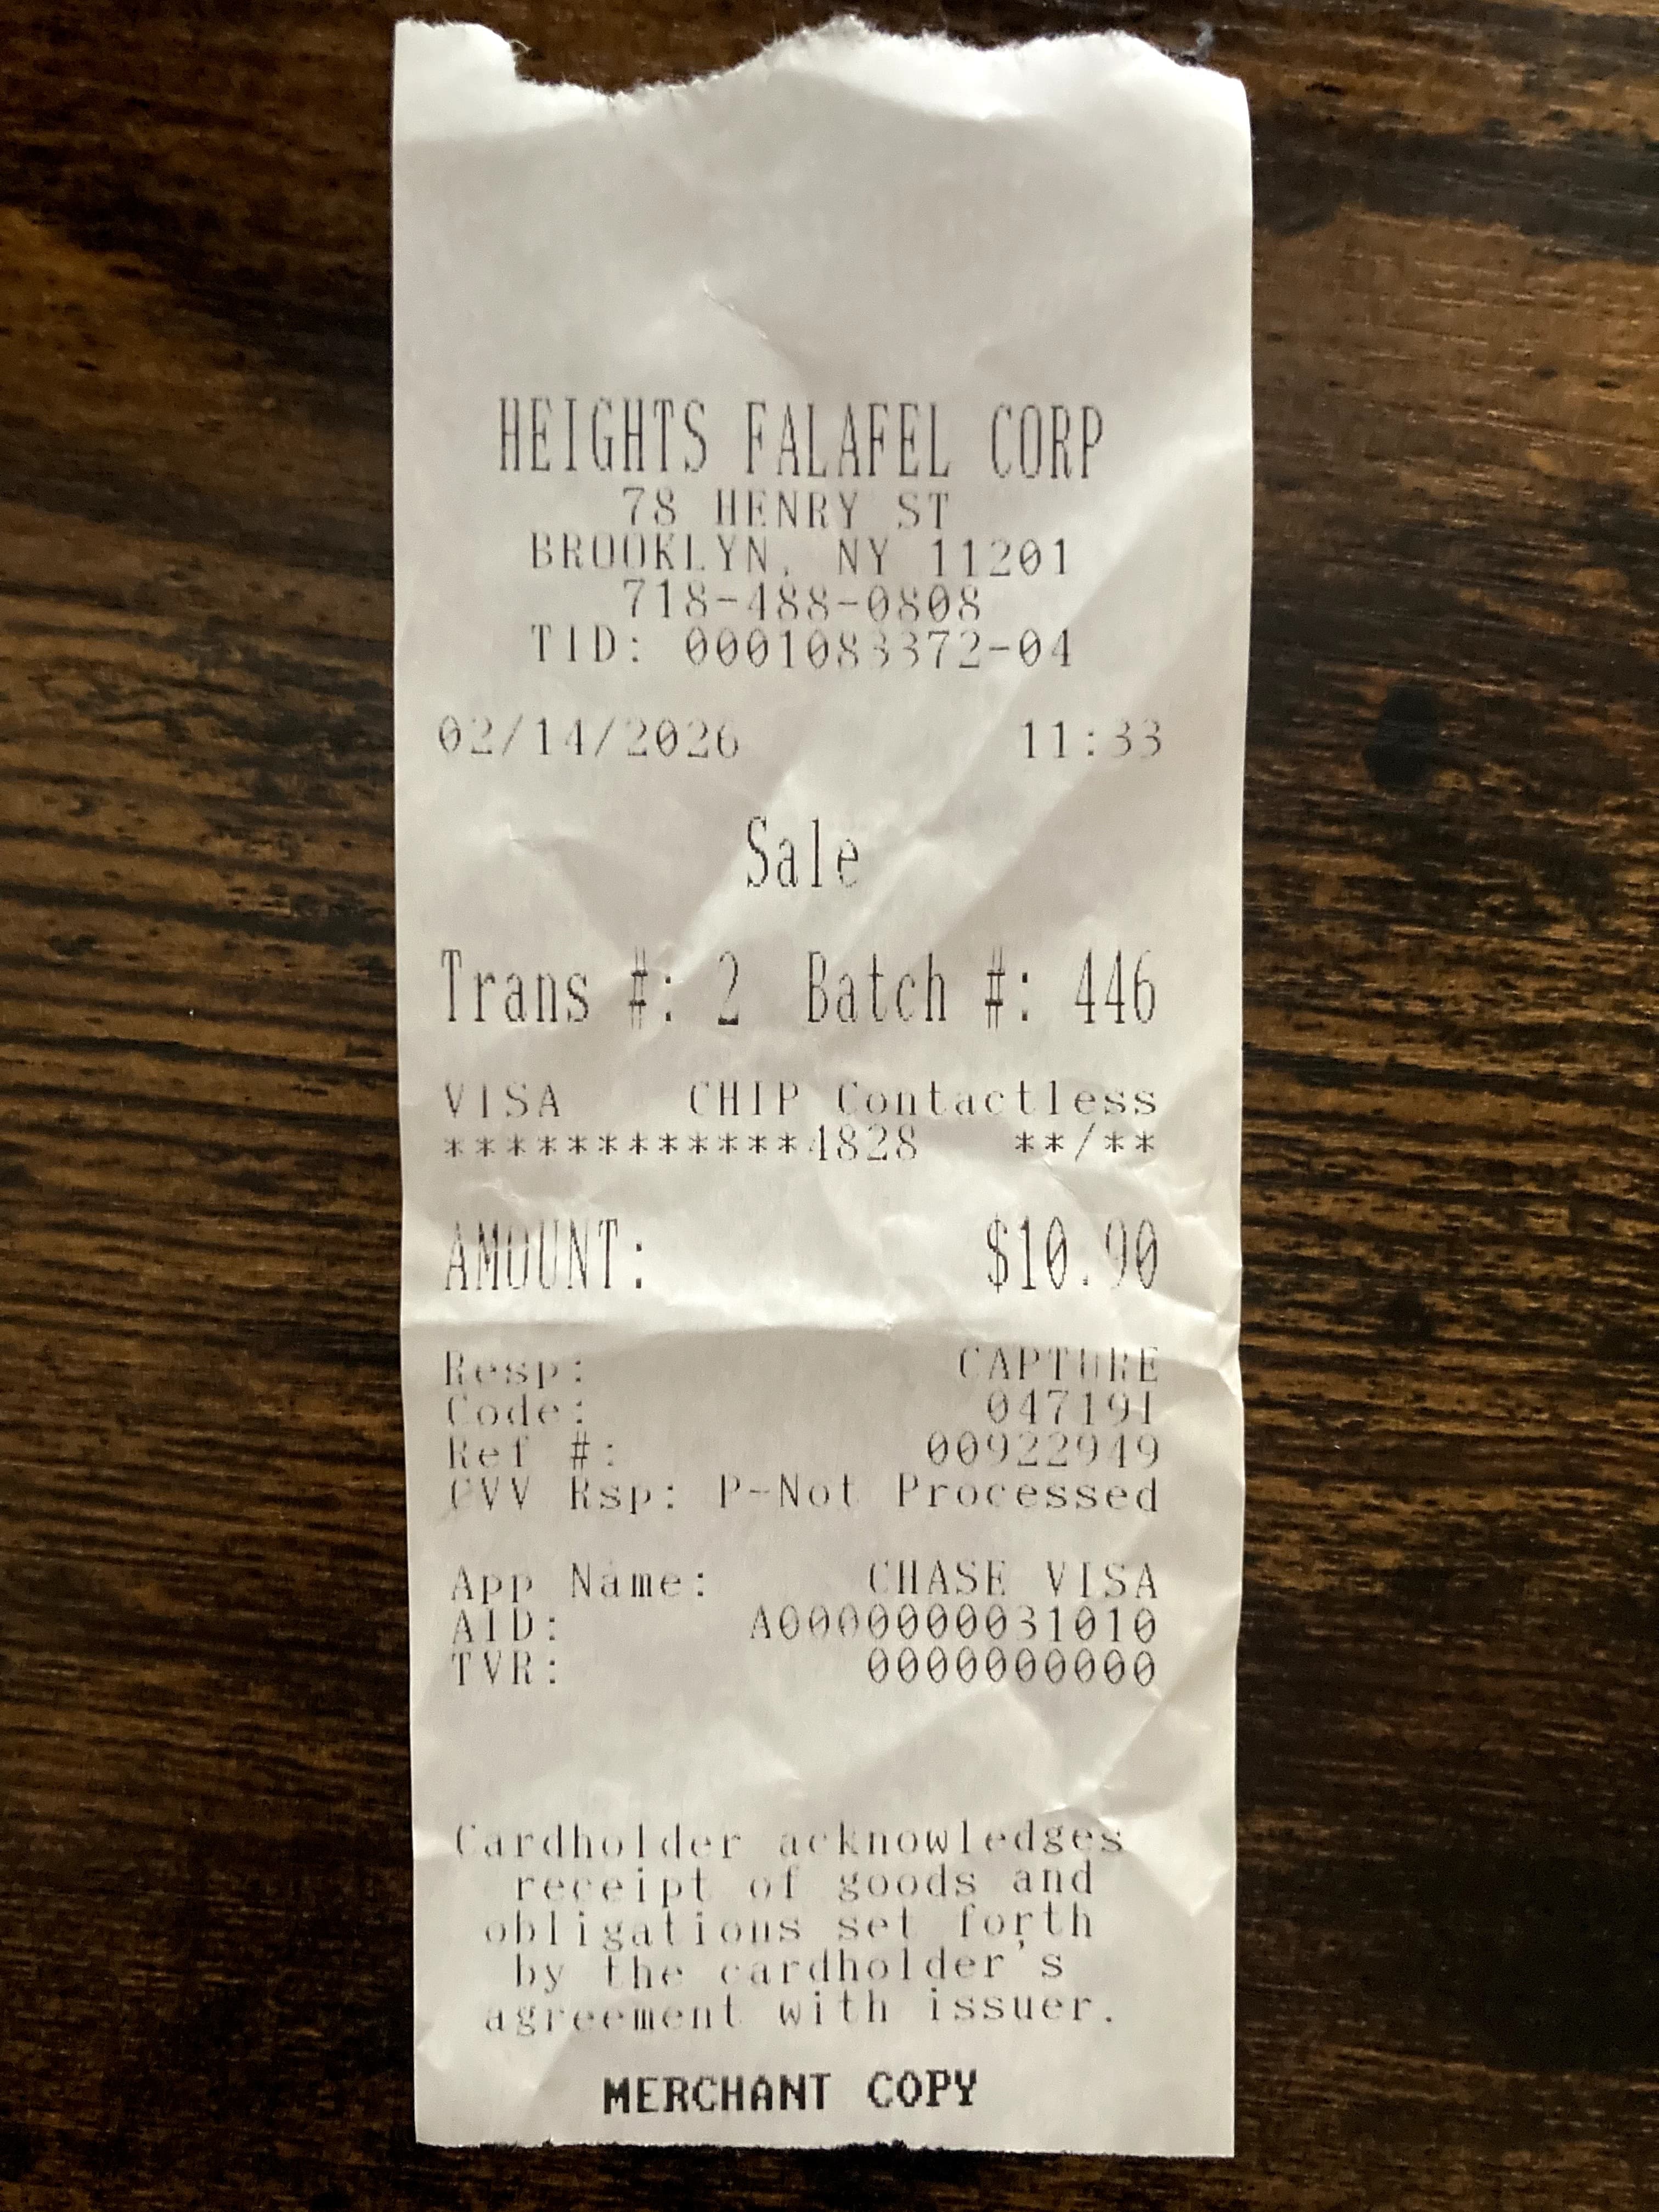 HEIGHTS FALAFEL CORP
78 HENRY ST
BROOKLYN, NY 11201
718-488-0808
TID: 0001083372-04
02/14/2026 11:33
Sale
Trans #: 2 Batch #: 446
VISA CHIP Contactless
************4828 **/**
AMOUNT: $10.90
Resp: CAPTURE
Code: 047191
Ref #: 00922949
CVV Rsp: P-Not Processed
App Name: CHASE VISA
AID: A0000000031010
TVR: 0000000000
Cardholder acknowledges
receipt of goods and
obligations set forth
by the cardholder's
agreement with issuer.
MERCHANT COPY